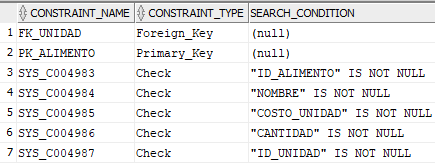 CONSTRAINT_NAME CONSTRAINT_TYPE SEARCH_CONDITION
1 FK_UNIDAD Foreign_Key (null)
2 PK_ALIMENTO Primary_Key (null)
3 SYS_C004983 Check "ID_ALIMENTO" IS NOT NULL
4 SYS_C004984 Check "NOMBRE" IS NOT NULL
5 SYS_C004985 Check "COSTO_UNIDAD" IS NOT NULL
6 SYS_C004986 Check "CANTIDAD" IS NOT NULL
7 SYS_C004987 Check "ID_UNIDAD" IS NOT NULL